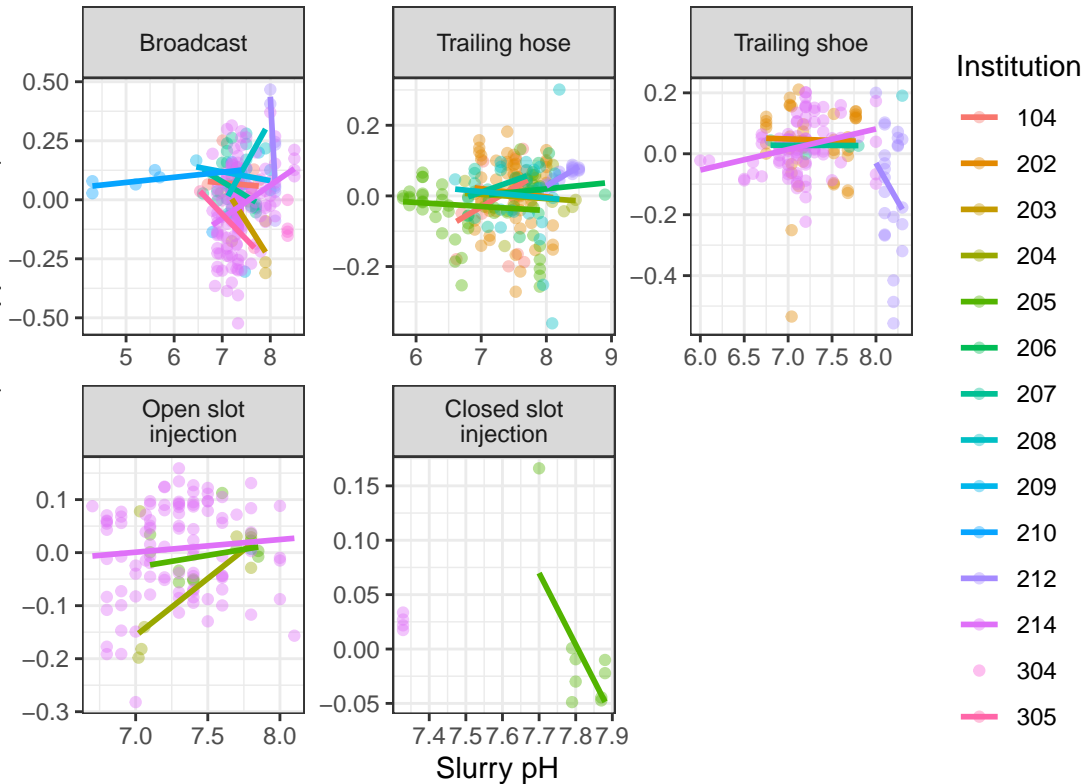 Broadcast
Trailing hose
Trailing shoe
0.50
0.25
0.00
−0.25
−0.50
5 6 7 8
0.2
0.0
−0.2
6 7 8 9
0.2
0.0
−0.2
−0.4
6.0 6.5 7.0 7.5 8.0
Open slot
injection
Closed slot
injection
0.1
0.0
−0.1
−0.2
−0.3
7.0 7.5 8.0
0.15
0.10
0.05
0.00
−0.05
7.4 7.5 7.6 7.7 7.8 7.9
Slurry pH
Institution
104
202
203
204
205
206
207
208
209
210
212
214
304
305